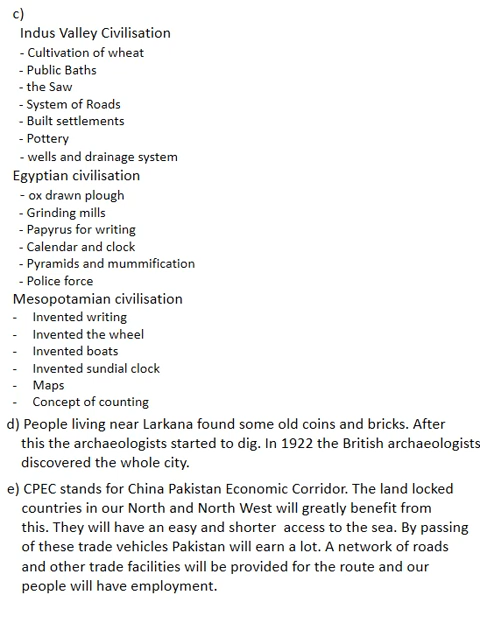 c)
Indus Valley Civilisation
- Cultivation of wheat
- Public Baths
- the Saw
- System of Roads
- Built settlements
- Pottery
- wells and drainage system
Egyptian civilisation
- ox drawn plough
- Grinding mills
- Papyrus for writing
- Calendar and clock
- Pyramids and mummification
- Police force
Mesopotamian civilisation
- Invented writing
- Invented the wheel
- Invented boats
- Invented sundial clock
- Maps
- Concept of counting
d) People living near Larkana found some old coins and bricks. After
this the archaeologists started to dig. In 1922 the British archaeologists
discovered the whole city.
e) CPEC stands for China Pakistan Economic Corridor. The land locked
countries in our North and North West will greatly benefit from
this. They will have an easy and shorter access to the sea. By passing
of these trade vehicles Pakistan will earn a lot. A network of roads
and other trade facilities will be provided for the route and our
people will have employment.